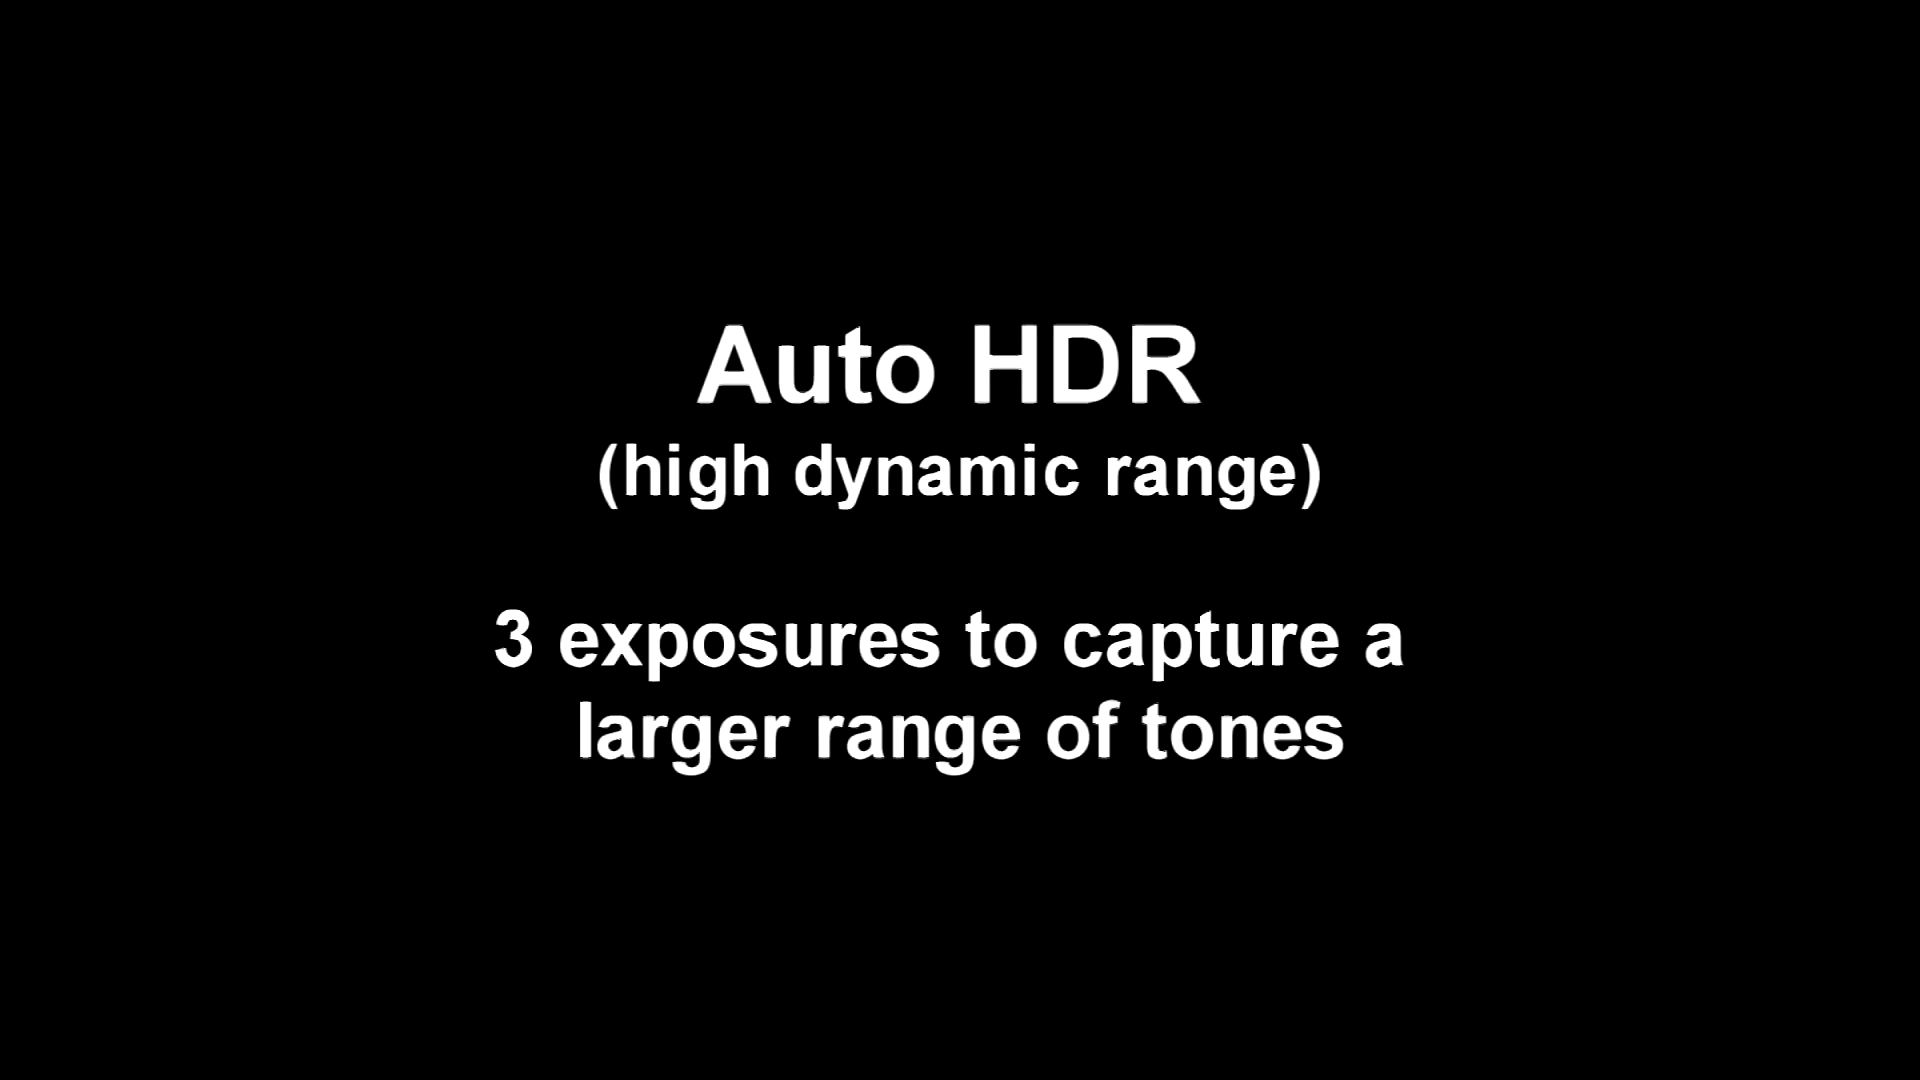 Auto HDR
(high dynamic range)
3 exposures to capture a
larger range of tones